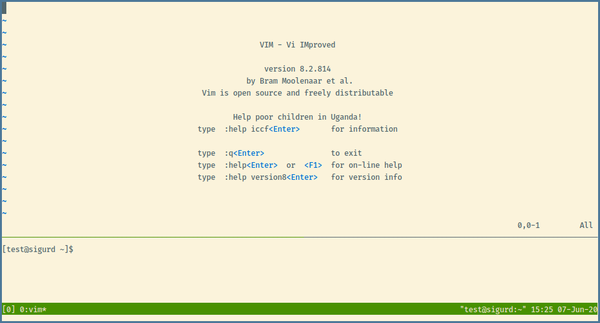 ~
~
~
VIM - Vi IMproved
~
~
version 8.2.814
~
by Bram Moolenaar et al.
~
Vim is open source and freely distributable
~
~
Help poor children in Uganda!
~
type  :help iccf<Enter>       for information
~
~
type  :q<Enter>               to exit
~
type  :help<Enter>  or  <F1>  for on-line help
~
type  :help version8<Enter>   for version info
~
~
~
0,0-1         All
[test@sigurd ~]$
[0] 0:vim*                    "test@sigurd:~" 15:25 07-Jun-20